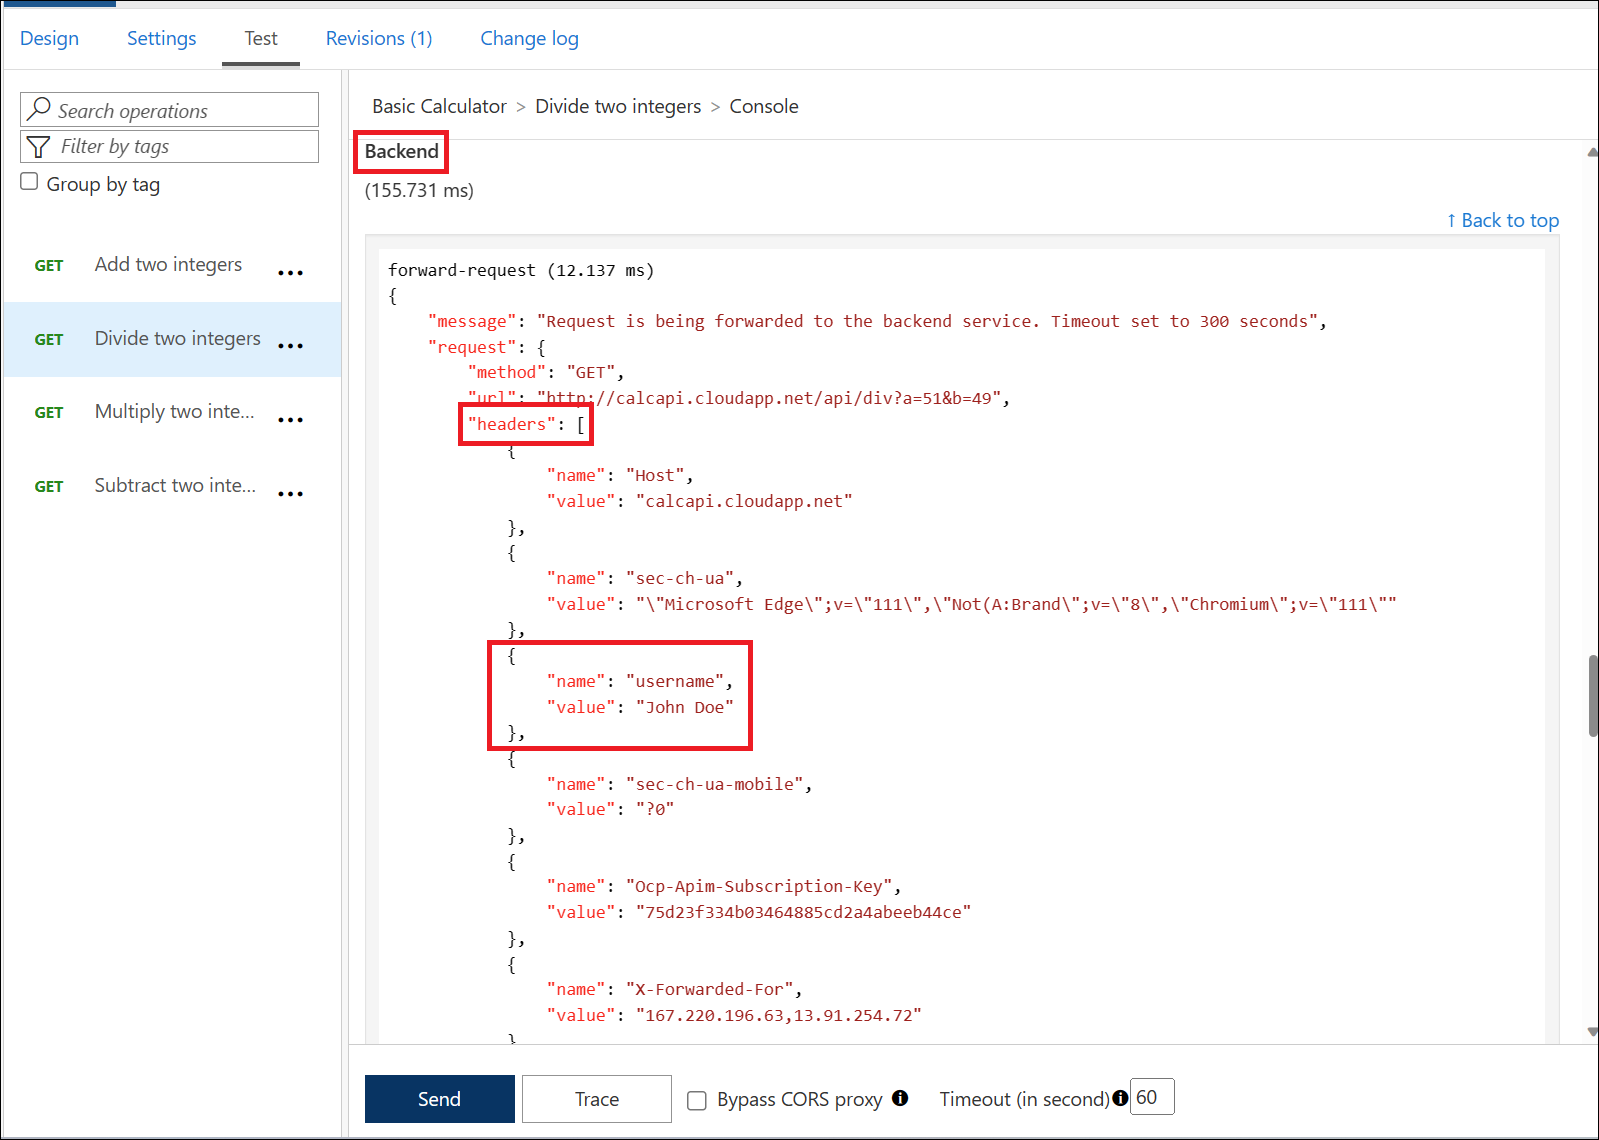 Design Settings Test Revisions (1) Change log
Search operations
Filter by tags
Group by tag
GET Add two integers ...
GET Divide two integers ...
GET Multiply two inte... ...
GET Subtract two inte... ...
Basic Calculator > Divide two integers > Console
Backend
(155.731 ms)
↑ Back to top
forward-request (12.137 ms)
{
"message": "Request is being forwarded to the backend service. Timeout set to 300 seconds",
"request": {
"method": "GET",
"url": "http://calcapi.cloudapp.net/api/div?a=51&b=49",
"headers": [
{
"name": "Host",
"value": "calcapi.cloudapp.net"
},
{
"name": "sec-ch-ua",
"value": "\"Microsoft Edge\";v=\"111\",\"Not(A:Brand\";v=\"8\",\"Chromium\";v=\"111\""
},
{
"name": "username",
"value": "John Doe"
},
{
"name": "sec-ch-ua-mobile",
"value": "?0"
},
{
"name": "Ocp-Apim-Subscription-Key",
"value": "75d23f334b03464885cd2a4abeeb44ce"
},
{
"name": "X-Forwarded-For",
"value": "167.220.196.63,13.91.254.72"
}
Send Trace Bypass CORS proxy Timeout (in second) 60